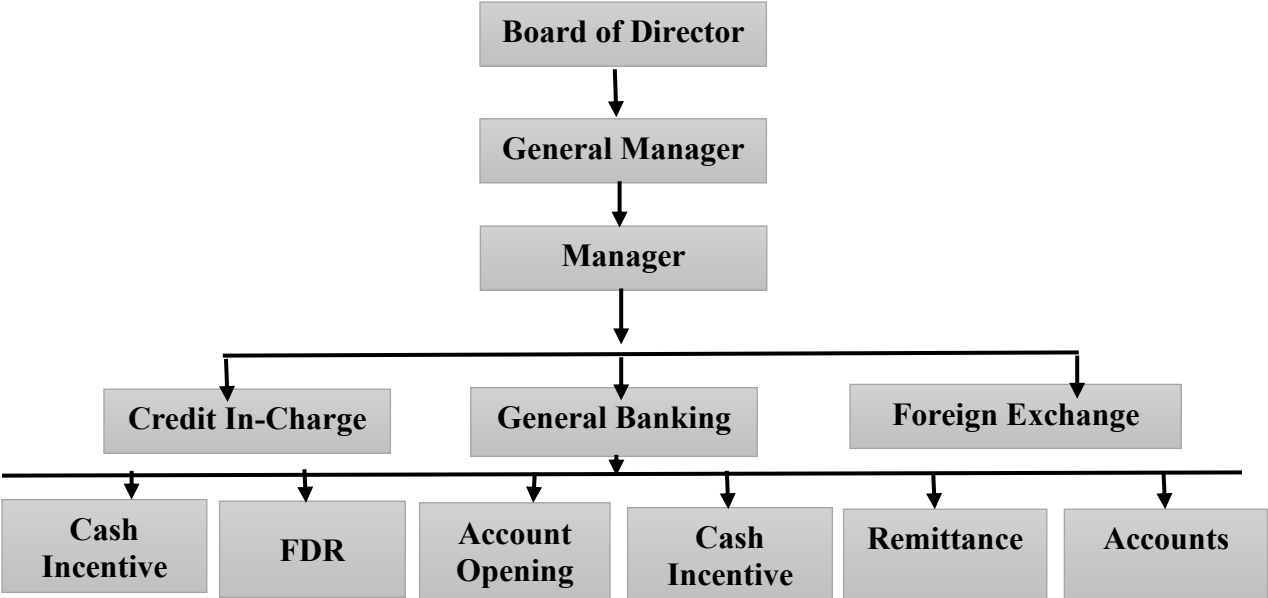 Board of Director
General Manager
Manager
Credit In-Charge
General Banking
Foreign Exchange
Cash
Incentive
FDR
Account
Opening
Cash
Incentive
Remittance
Accounts